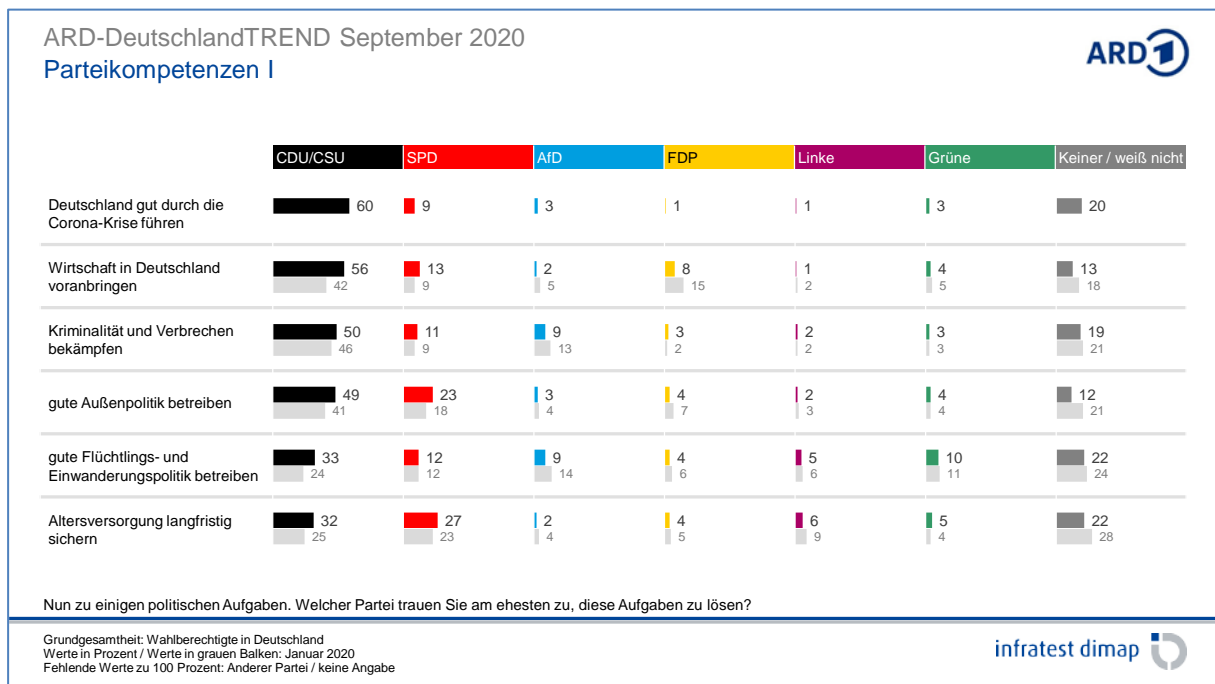 ARD-DeutschlandTREND September 2020
Parteikompetenzen I
ARD 1
CDU/CSU SPD AfD FDP Linke Grüne Keiner / weiß nicht
Deutschland gut durch die
Corona-Krise führen
60 9 3 1 1 3 20
Wirtschaft in Deutschland
voranbringen
56 13 2 8 1 4 13
42 9 5 15 2 5 18
Kriminalität und Verbrechen
bekämpfen
50 11 9 3 2 3 19
46 9 13 2 2 3 21
gute Außenpolitik betreiben
49 23 3 4 2 4 12
41 18 4 7 3 4 21
gute Flüchtlings- und
Einwanderungspolitik betreiben
33 12 9 4 5 10 22
24 12 14 6 6 11 24
Altersversorgung langfristig
sichern
32 27 2 4 6 5 22
25 23 4 5 9 4 28
Nun zu einigen politischen Aufgaben. Welcher Partei trauen Sie am ehesten zu, diese Aufgaben zu lösen?
Grundgesamtheit: Wahlberechtigte in Deutschland
Werte in Prozent / Werte in grauen Balken: Januar 2020
Fehlende Werte zu 100 Prozent: Anderer Partei / keine Angabe
infratest dimap